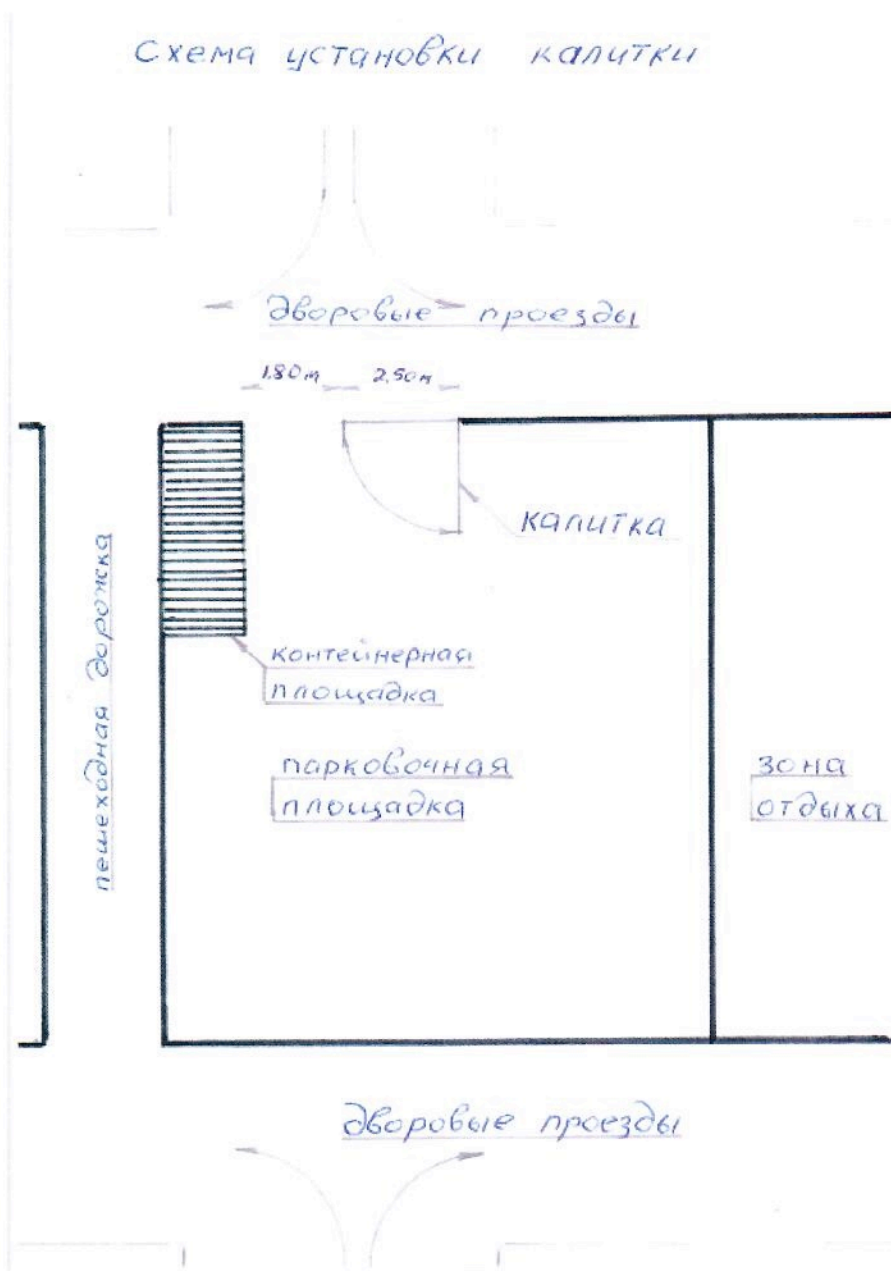 Схема установки калитки
дворовые проезды
1.80м 2.50м
калитка
пешеходная дорожка
контейнерная
площадка
парковочная
площадка
зона
отдыха
дворовые проезды